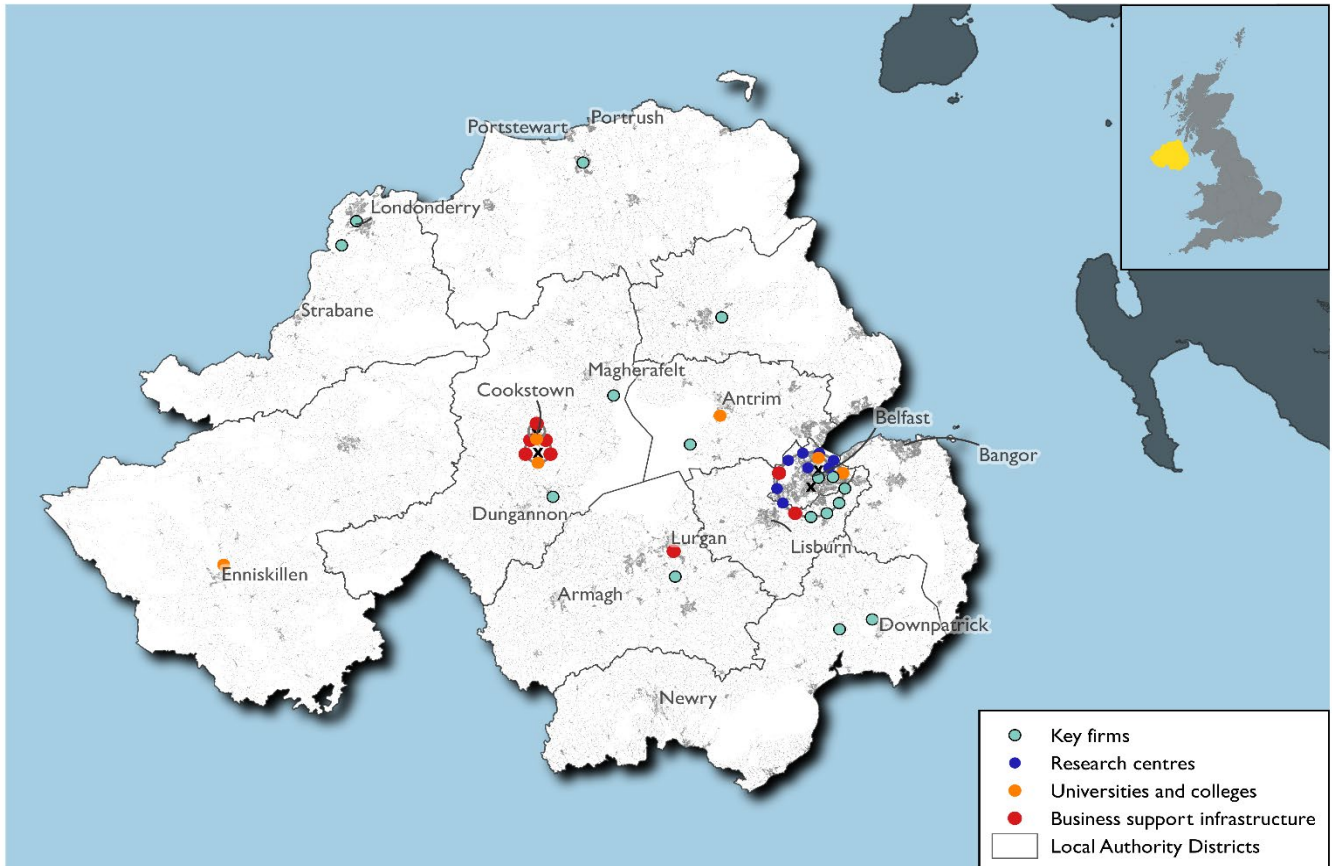 Portstewart
Portrush
Londonderry
Strabane
Magherafelt
Cookstown
Antrim
Belfast
Bangor
Dungannon
Lurgan
Lisburn
Enniskillen
Armagh
Downpatrick
Newry
x
x
x
x
Key firms
Research centres
Universities and colleges
Business support infrastructure
Local Authority Districts